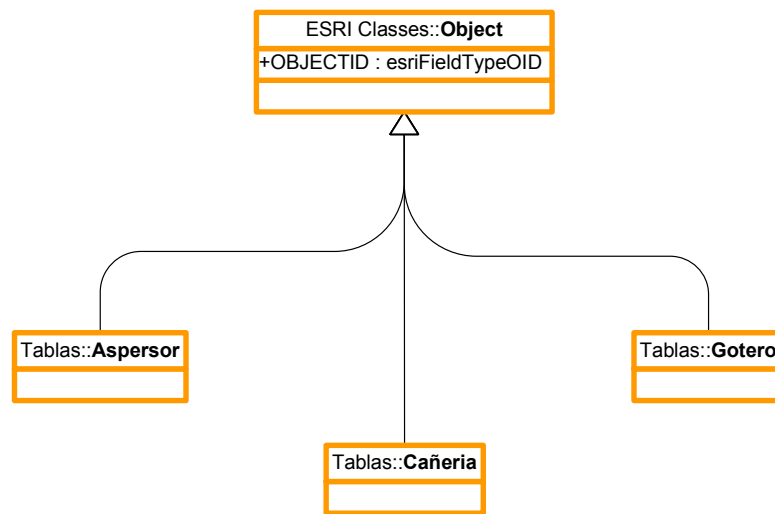 ESRI Classes::Object
+OBJECTID : esriFieldTypeOID
Tablas::Aspersor
Tablas::Gotero
Tablas::Cañeria